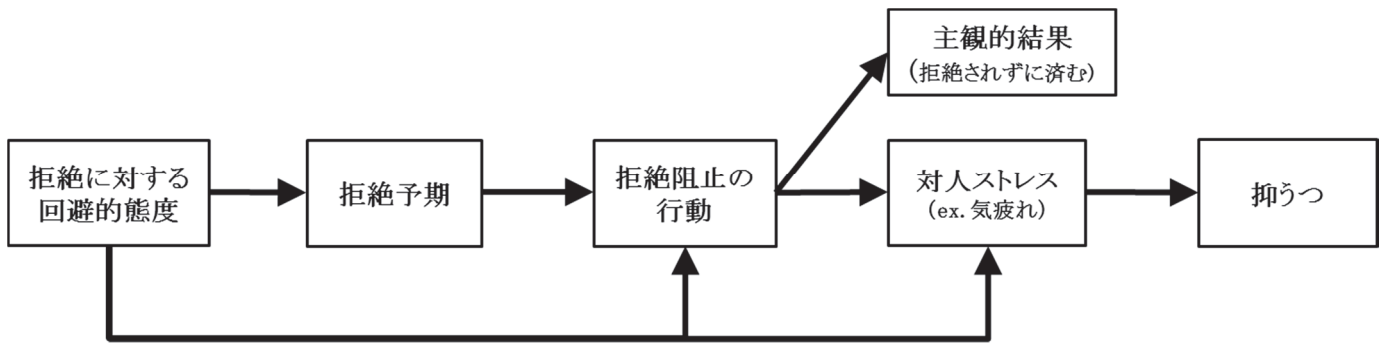 主観的結果
(拒絶されずに済む)
拒絶に対する
回避的態度
拒絶予期
拒絶阻止の
行動
対人ストレス
(ex. 気疲れ)
抑うつ